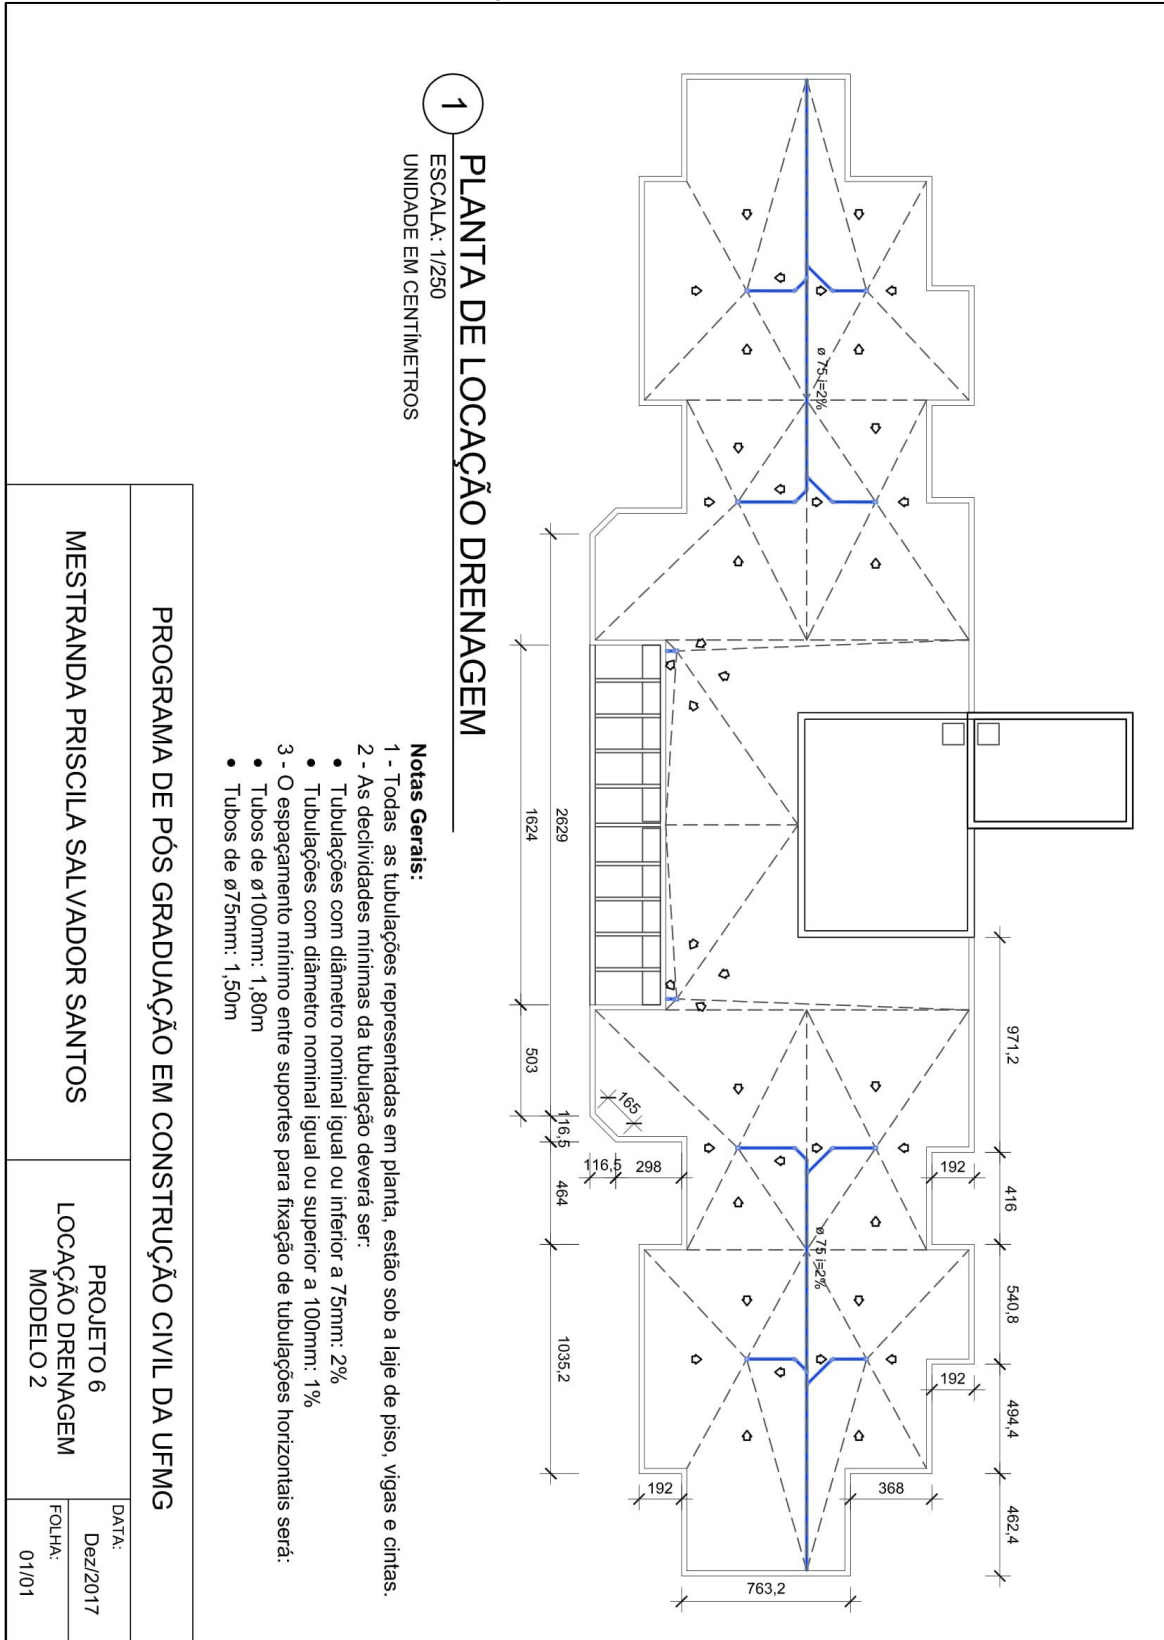 1
PLANTA DE LOCAÇÃO DRENAGEM
ESCALA: 1/250
UNIDADE EM CENTÍMETROS
ø 75 i=2%
ø 75 i=2%
971,2
416
540,8
494,4
462,4
192
192
368
763,2
192
116,5
298
165
2629
116,5
464
1035,2
1624
503
Notas Gerais:
1 - Todas as tubulações representadas em planta, estão sob a laje de piso, vigas e cintas.
2 - As declividades mínimas da tubulação deverá ser:
• Tubulações com diâmetro nominal igual ou inferior a 75mm: 2%
• Tubulações com diâmetro nominal igual ou superior a 100mm: 1%
3 - O espaçamento mínimo entre suportes para fixação de tubulações horizontais será:
• Tubos de ø100mm: 1,80m
• Tubos de ø75mm: 1,50m
PROGRAMA DE PÓS GRADUAÇÃO EM CONSTRUÇÃO CIVIL DA UFMG
MESTRANDA PRISCILA SALVADOR SANTOS
PROJETO 6
LOCAÇÃO DRENAGEM
MODELO 2
DATA:
Dez/2017
FOLHA:
01/01